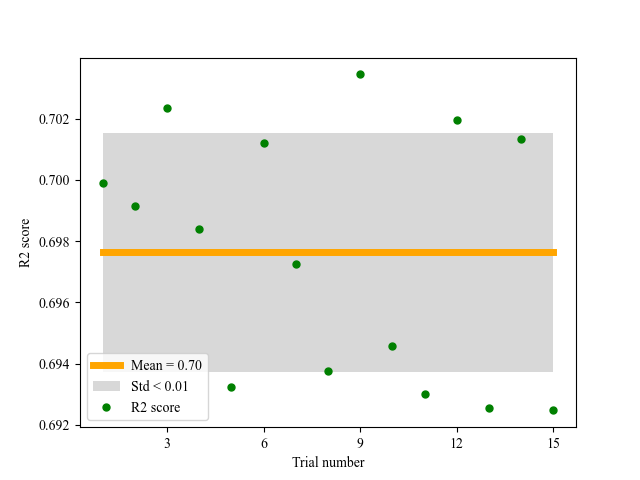 0.702
0.700
0.698
0.696
0.694
0.692
R2 score
Mean = 0.70
Std < 0.01
R2 score
3
6
9
12
15
Trial number